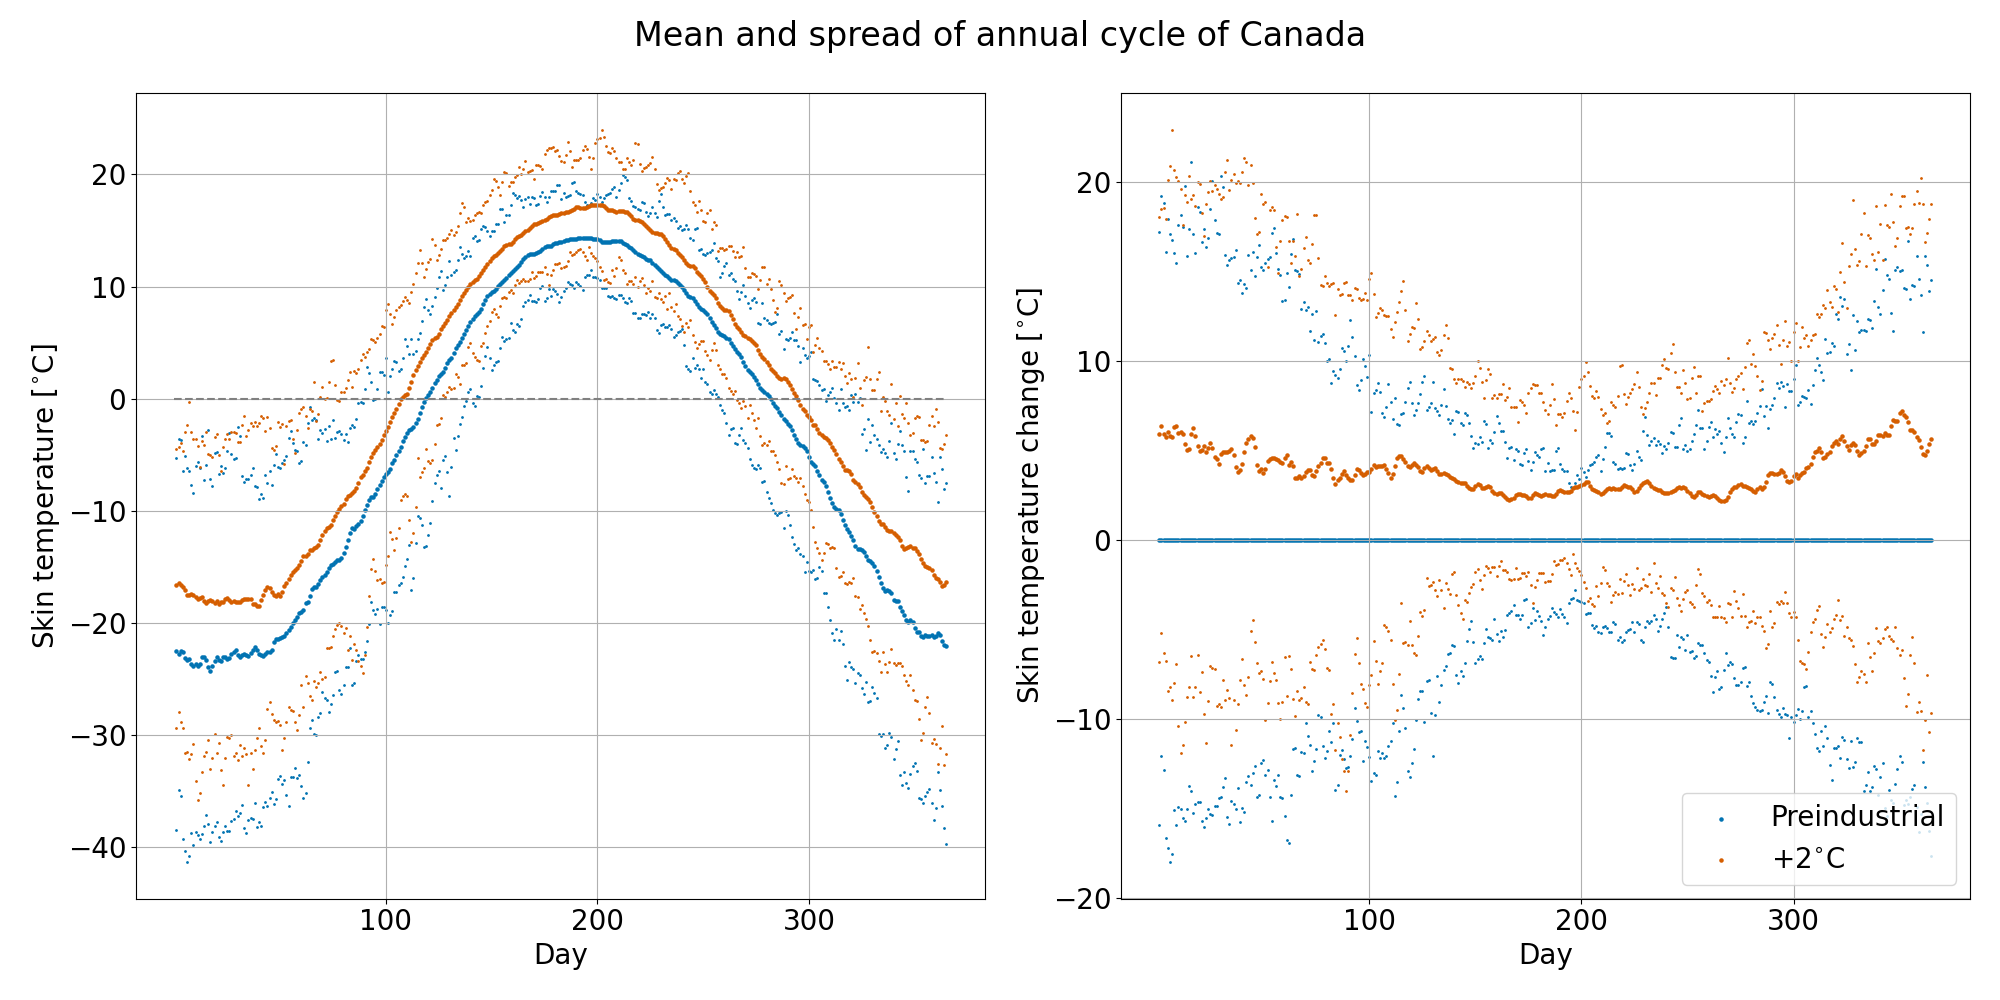 Mean and spread of annual cycle of Canada
Skin temperature [°C]
20
10
0
−10
−20
−30
−40
100
200
300
Day
Skin temperature change [°C]
20
10
0
−10
−20
100
200
300
Day
Preindustrial
+2°C